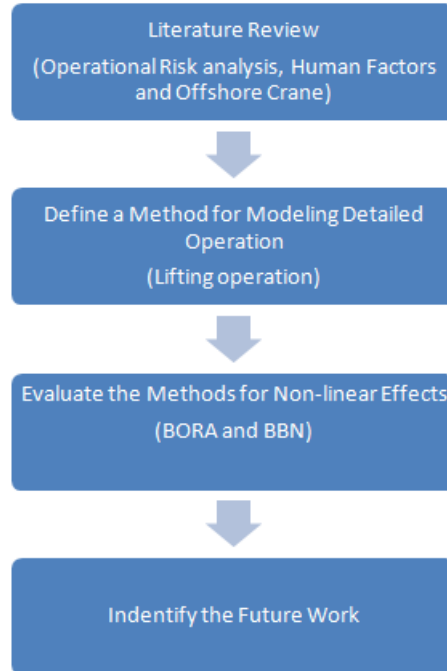 Literature Review
(Operational Risk analysis, Human Factors
and Offshore Crane)
Define a Method for Modeling Detailed
Operation
(Lifting operation)
Evaluate the Methods for Non-linear Effects
(BORA and BBN)
Indentify the Future Work